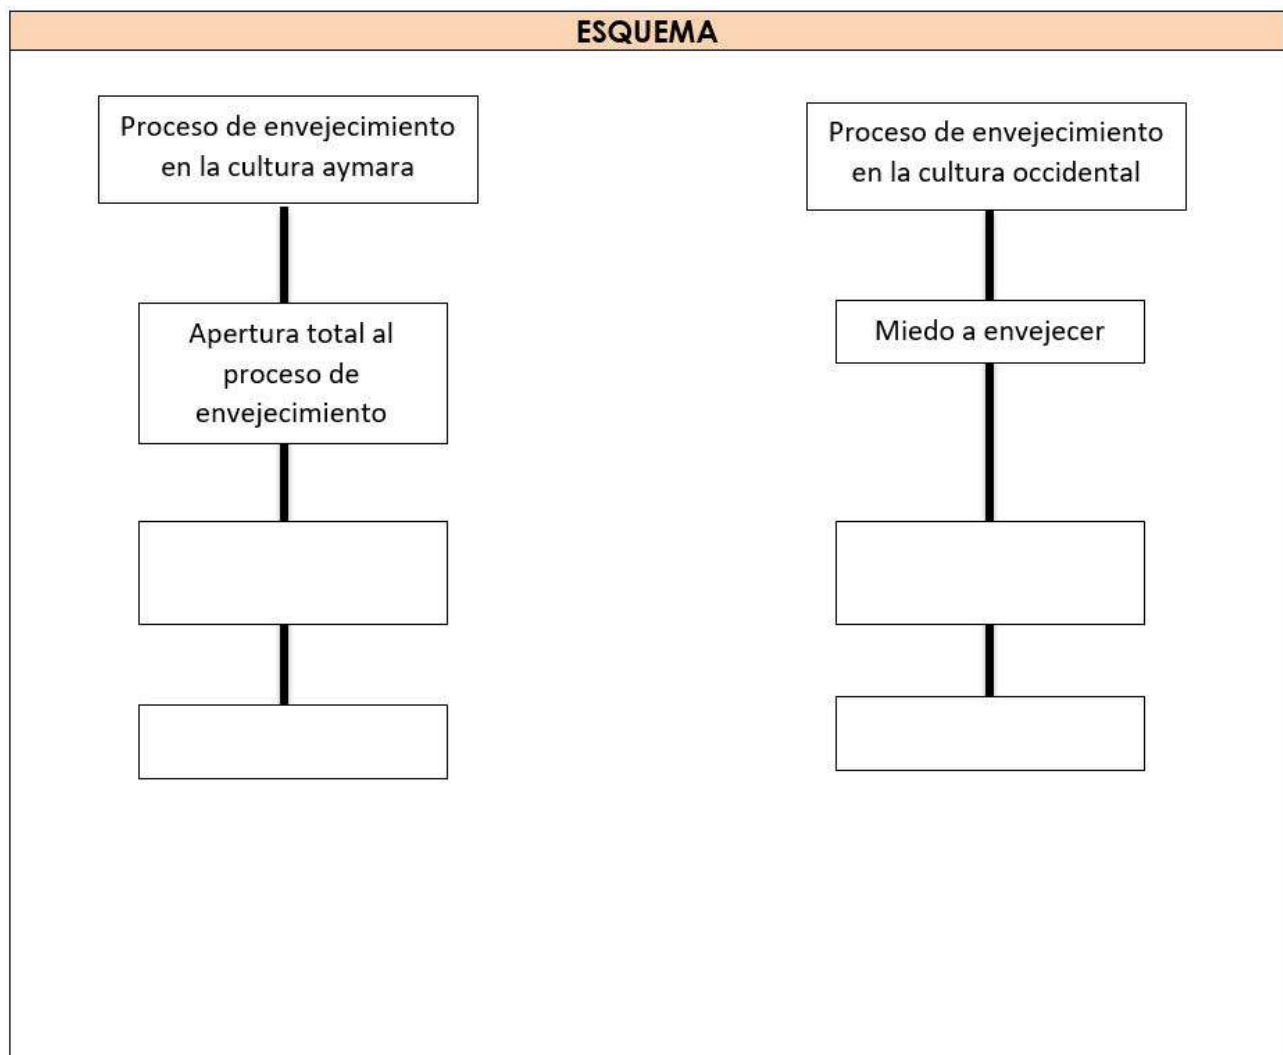 ESQUEMA
Proceso de envejecimiento
en la cultura aymara
Apertura total al
proceso de
envejecimiento
Proceso de envejecimiento
en la cultura occidental
Miedo a envejecer